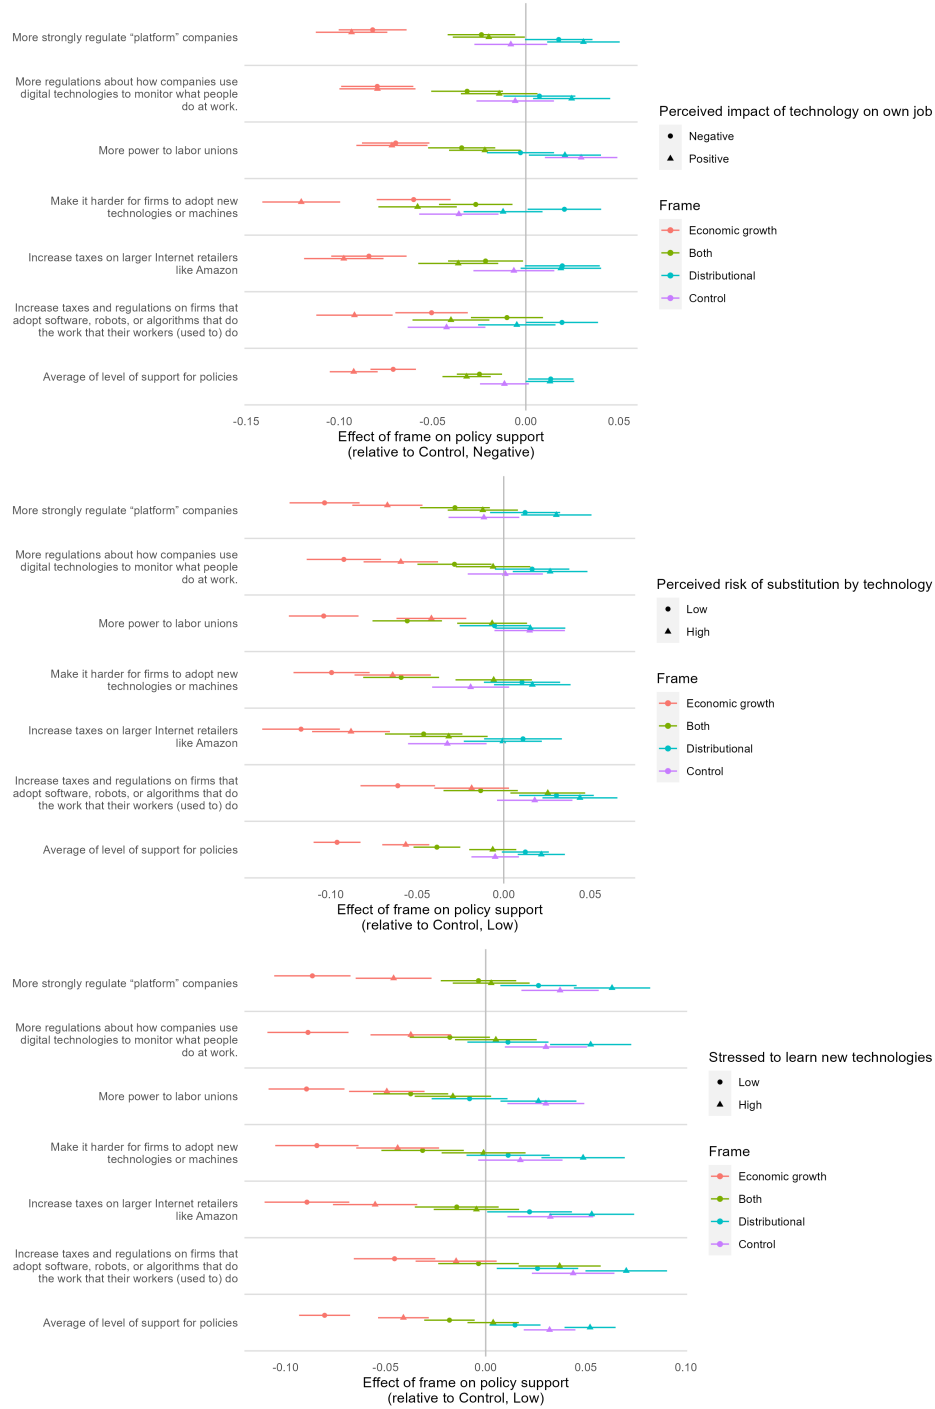 More strongly regulate “platform” companies
More regulations about how companies use
digital technologies to monitor what people
do at work.
More power to labor unions
Make it harder for firms to adopt new
technologies or machines
Increase taxes on larger Internet retailers
like Amazon
Increase taxes and regulations on firms that
adopt software, robots, or algorithms that do
the work that their workers (used to) do
Average of level of support for policies
-0.15 -0.10 -0.05 0.00 0.05
Effect of frame on policy support
(relative to Control, Negative)
Perceived impact of technology on own job
Negative
Positive
Frame
Economic growth
Both
Distributional
Control
More strongly regulate “platform” companies
More regulations about how companies use
digital technologies to monitor what people
do at work.
More power to labor unions
Make it harder for firms to adopt new
technologies or machines
Increase taxes on larger Internet retailers
like Amazon
Increase taxes and regulations on firms that
adopt software, robots, or algorithms that do
the work that their workers (used to) do
Average of level of support for policies
-0.10 -0.05 0.00 0.05
Effect of frame on policy support
(relative to Control, Low)
Perceived risk of substitution by technology
Low
High
Frame
Economic growth
Both
Distributional
Control
More strongly regulate “platform” companies
More regulations about how companies use
digital technologies to monitor what people
do at work.
More power to labor unions
Make it harder for firms to adopt new
technologies or machines
Increase taxes on larger Internet retailers
like Amazon
Increase taxes and regulations on firms that
adopt software, robots, or algorithms that do
the work that their workers (used to) do
Average of level of support for policies
-0.10 -0.05 0.00 0.05 0.10
Effect of frame on policy support
(relative to Control, Low)
Stressed to learn new technologies
Low
High
Frame
Economic growth
Both
Distributional
Control